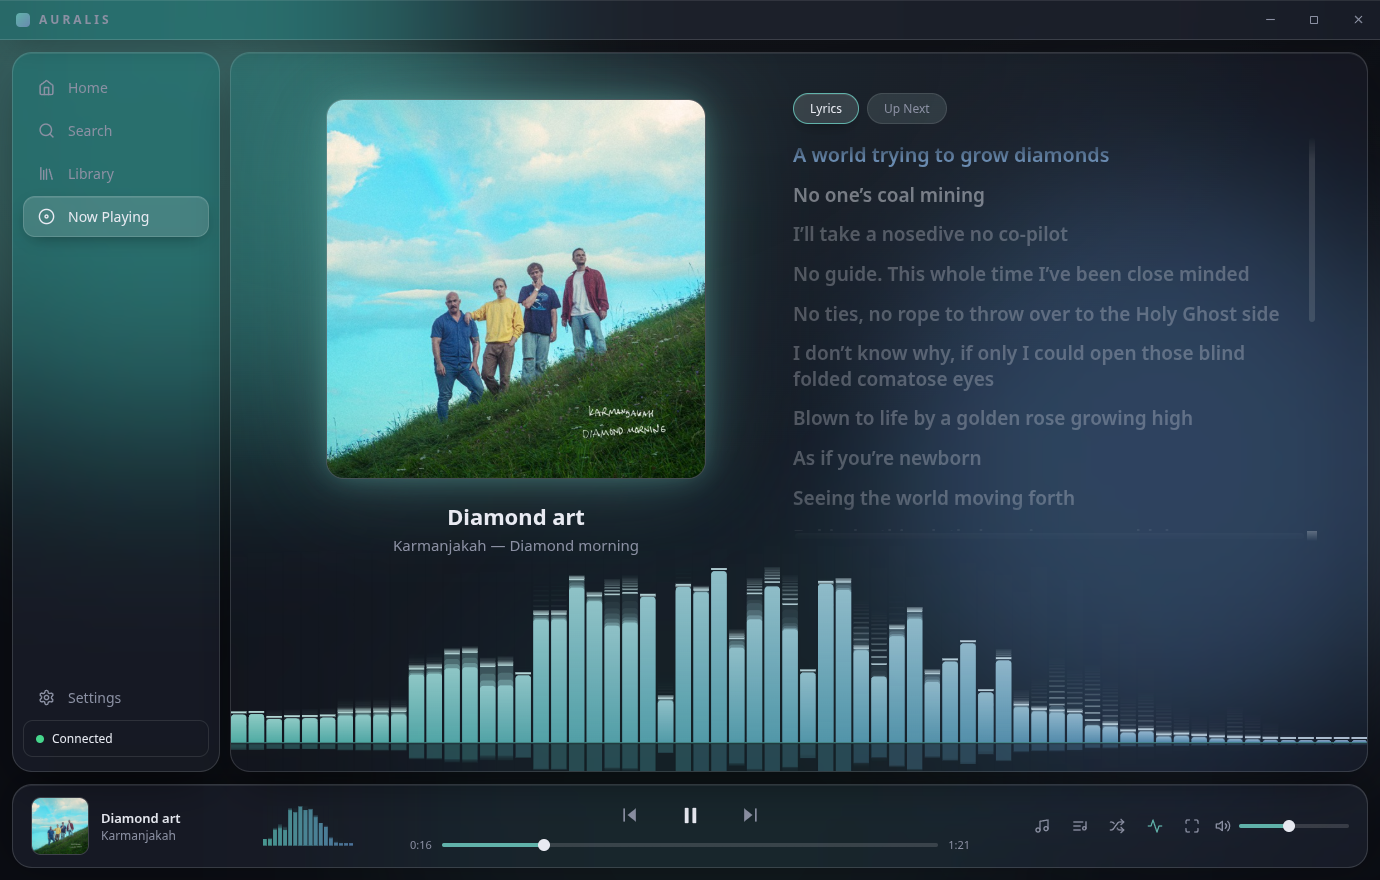 AURALIS
Home
Search
Library
Now Playing
Settings
Connected
KARMANJAKAH
DIAMOND MORNING
Diamond art
Karmanjakah — Diamond morning
Lyrics
Up Next
A world trying to grow diamonds
No one’s coal mining
I’ll take a nosedive no co-pilot
No guide. This whole time I’ve been close minded
No ties, no rope to throw over to the Holy Ghost side
I don’t know why, if only I could open those blind
folded comatose eyes
Blown to life by a golden rose growing high
As if you’re newborn
Seeing the world moving forth
Diamond art
Karmanjakah
0:16
1:21